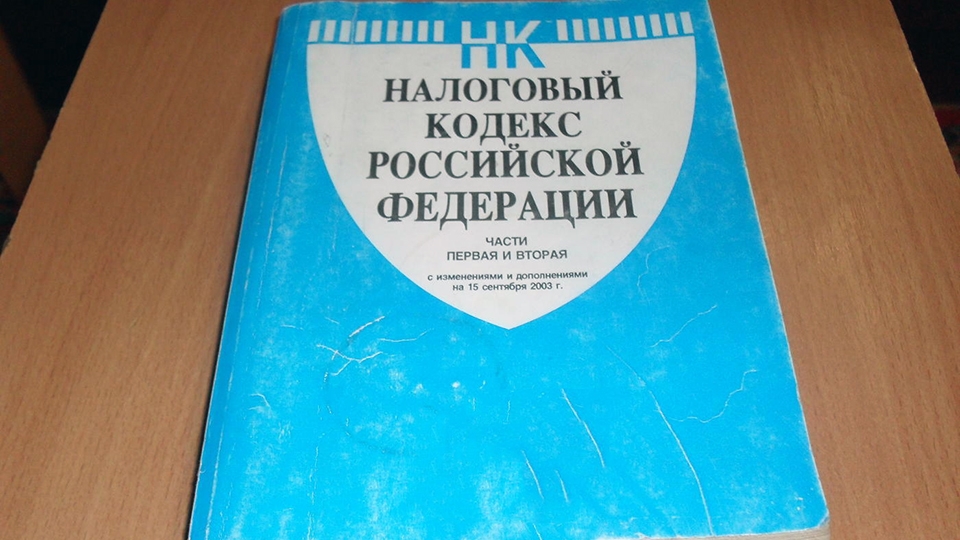 НК
НАЛОГОВЫЙ
КОДЕКС
РОССИЙСКОЙ
ФЕДЕРАЦИИ
ЧАСТИ
ПЕРВАЯ И ВТОРАЯ
с изменениями и дополнениями
на 15 сентября 2003 г.